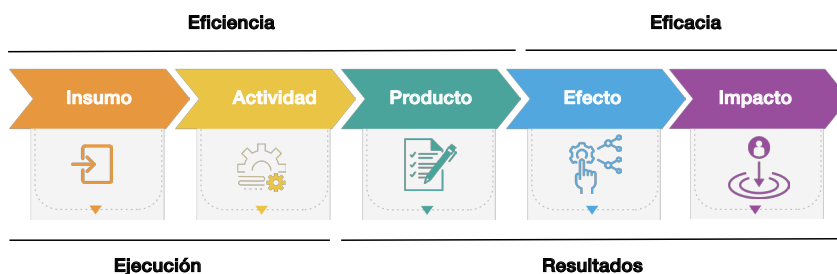 Eficiencia Eficacia
Insumo Actividad Producto Efecto Impacto
Ejecución Resultados